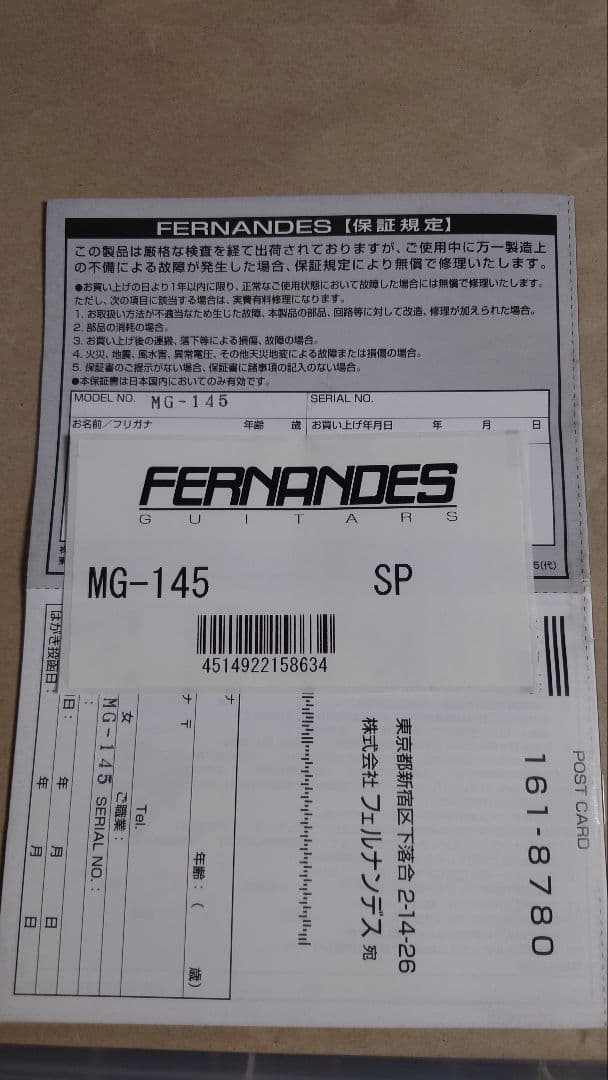 FERNANDES【保証規定】
この製品は厳格な検査を経て出荷されておりますが、ご使用中に万一製造上
の不備による故障が発生した場合、保証規定により無償で修理いたします。
●お買い上げの日より1年以内に限り、正常なご使用状態において故障した場合には無償で修理いたします。
ただし、次の項目に該当する場合は、実費有料修理になります。
1. お取扱い方法が不適当なため生じた故障、本製品の部品、回路等に対して改造、修理が加えられた場合。
2. 部品の消耗の場合。
3. お買い上げ後の運搬、落下等による損傷、故障の場合。
4. 火災、地震、風水害、異常電圧、その他天災地変による故障または損傷の場合。
5. 保証書のご提示がない場合、保証書に諸事項の記入のない場合。
●本保証書は日本国内においてのみ有効です。
MODEL NO. MG-145 SERIAL NO.
お名前／フリガナ 年齢 歳 お買い上げ年月日 年 月 日
FERNANDES
GUITARS
MG-145 SP
4514922158634
5(代)
POST CARD
161-8780
東京都新宿区下落合 2-14-26
株式会社 フェルナンデス 宛
ナ
年齢：( 歳)
ナ 〒
Tel.
女 ご職業：
MG-145 SERIAL NO.：
日： 年 月 日
はがき投函日： 年 月 日